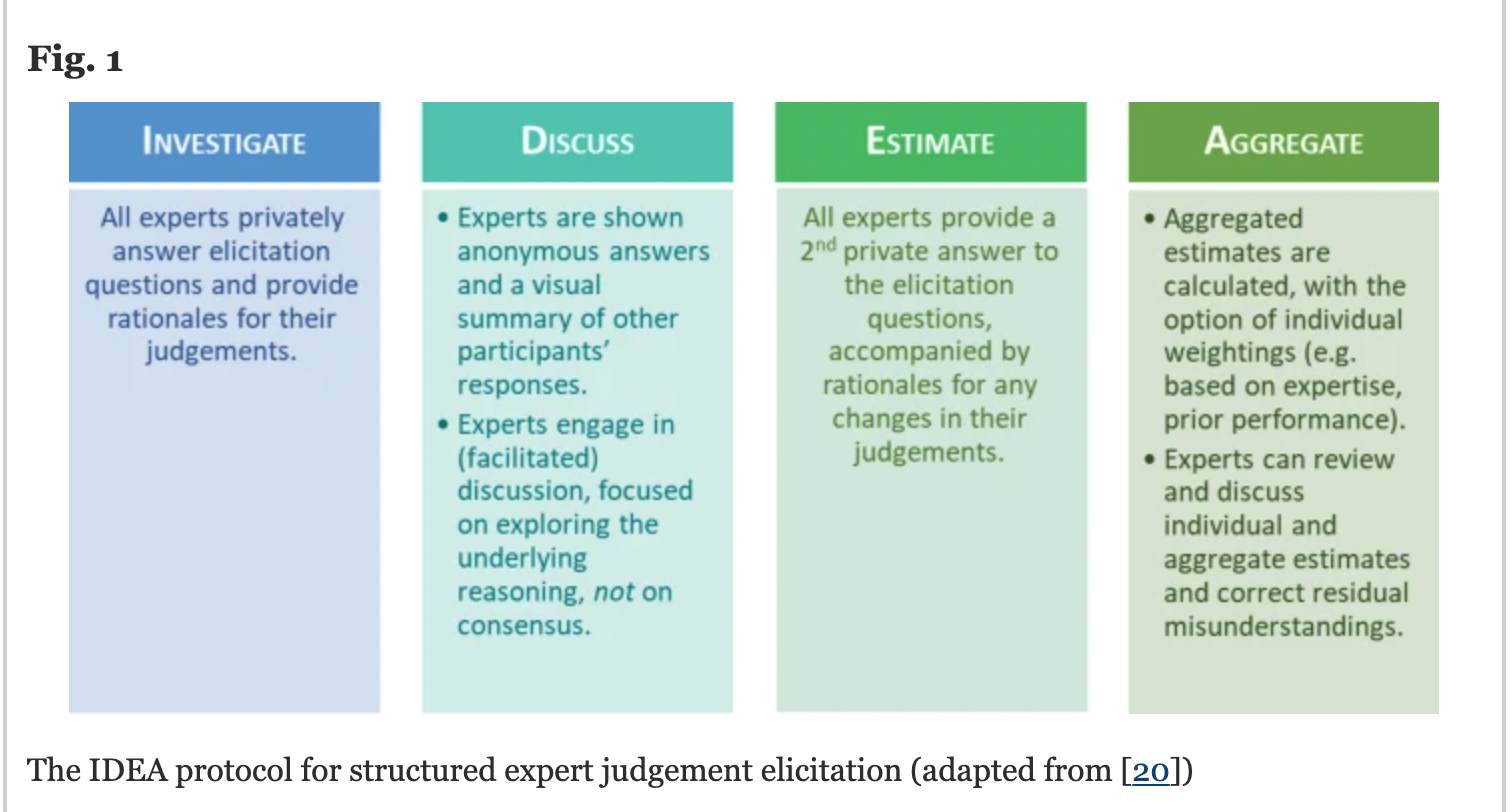 Fig. 1
INVESTIGATE
All experts privately
answer elicitation
questions and provide
rationales for their
judgements.
DISCUSS
• Experts are shown
anonymous answers
and a visual
summary of other
participants’
responses.
• Experts engage in
(facilitated)
discussion, focused
on exploring the
underlying
reasoning, not on
consensus.
ESTIMATE
All experts provide a
2nd private answer to
the elicitation
questions,
accompanied by
rationales for any
changes in their
judgements.
AGGREGATE
• Aggregated
estimates are
calculated, with the
option of individual
weightings (e.g.
based on expertise,
prior performance).
• Experts can review
and discuss
individual and
aggregate estimates
and correct residual
misunderstandings.
The IDEA protocol for structured expert judgement elicitation (adapted from [20])